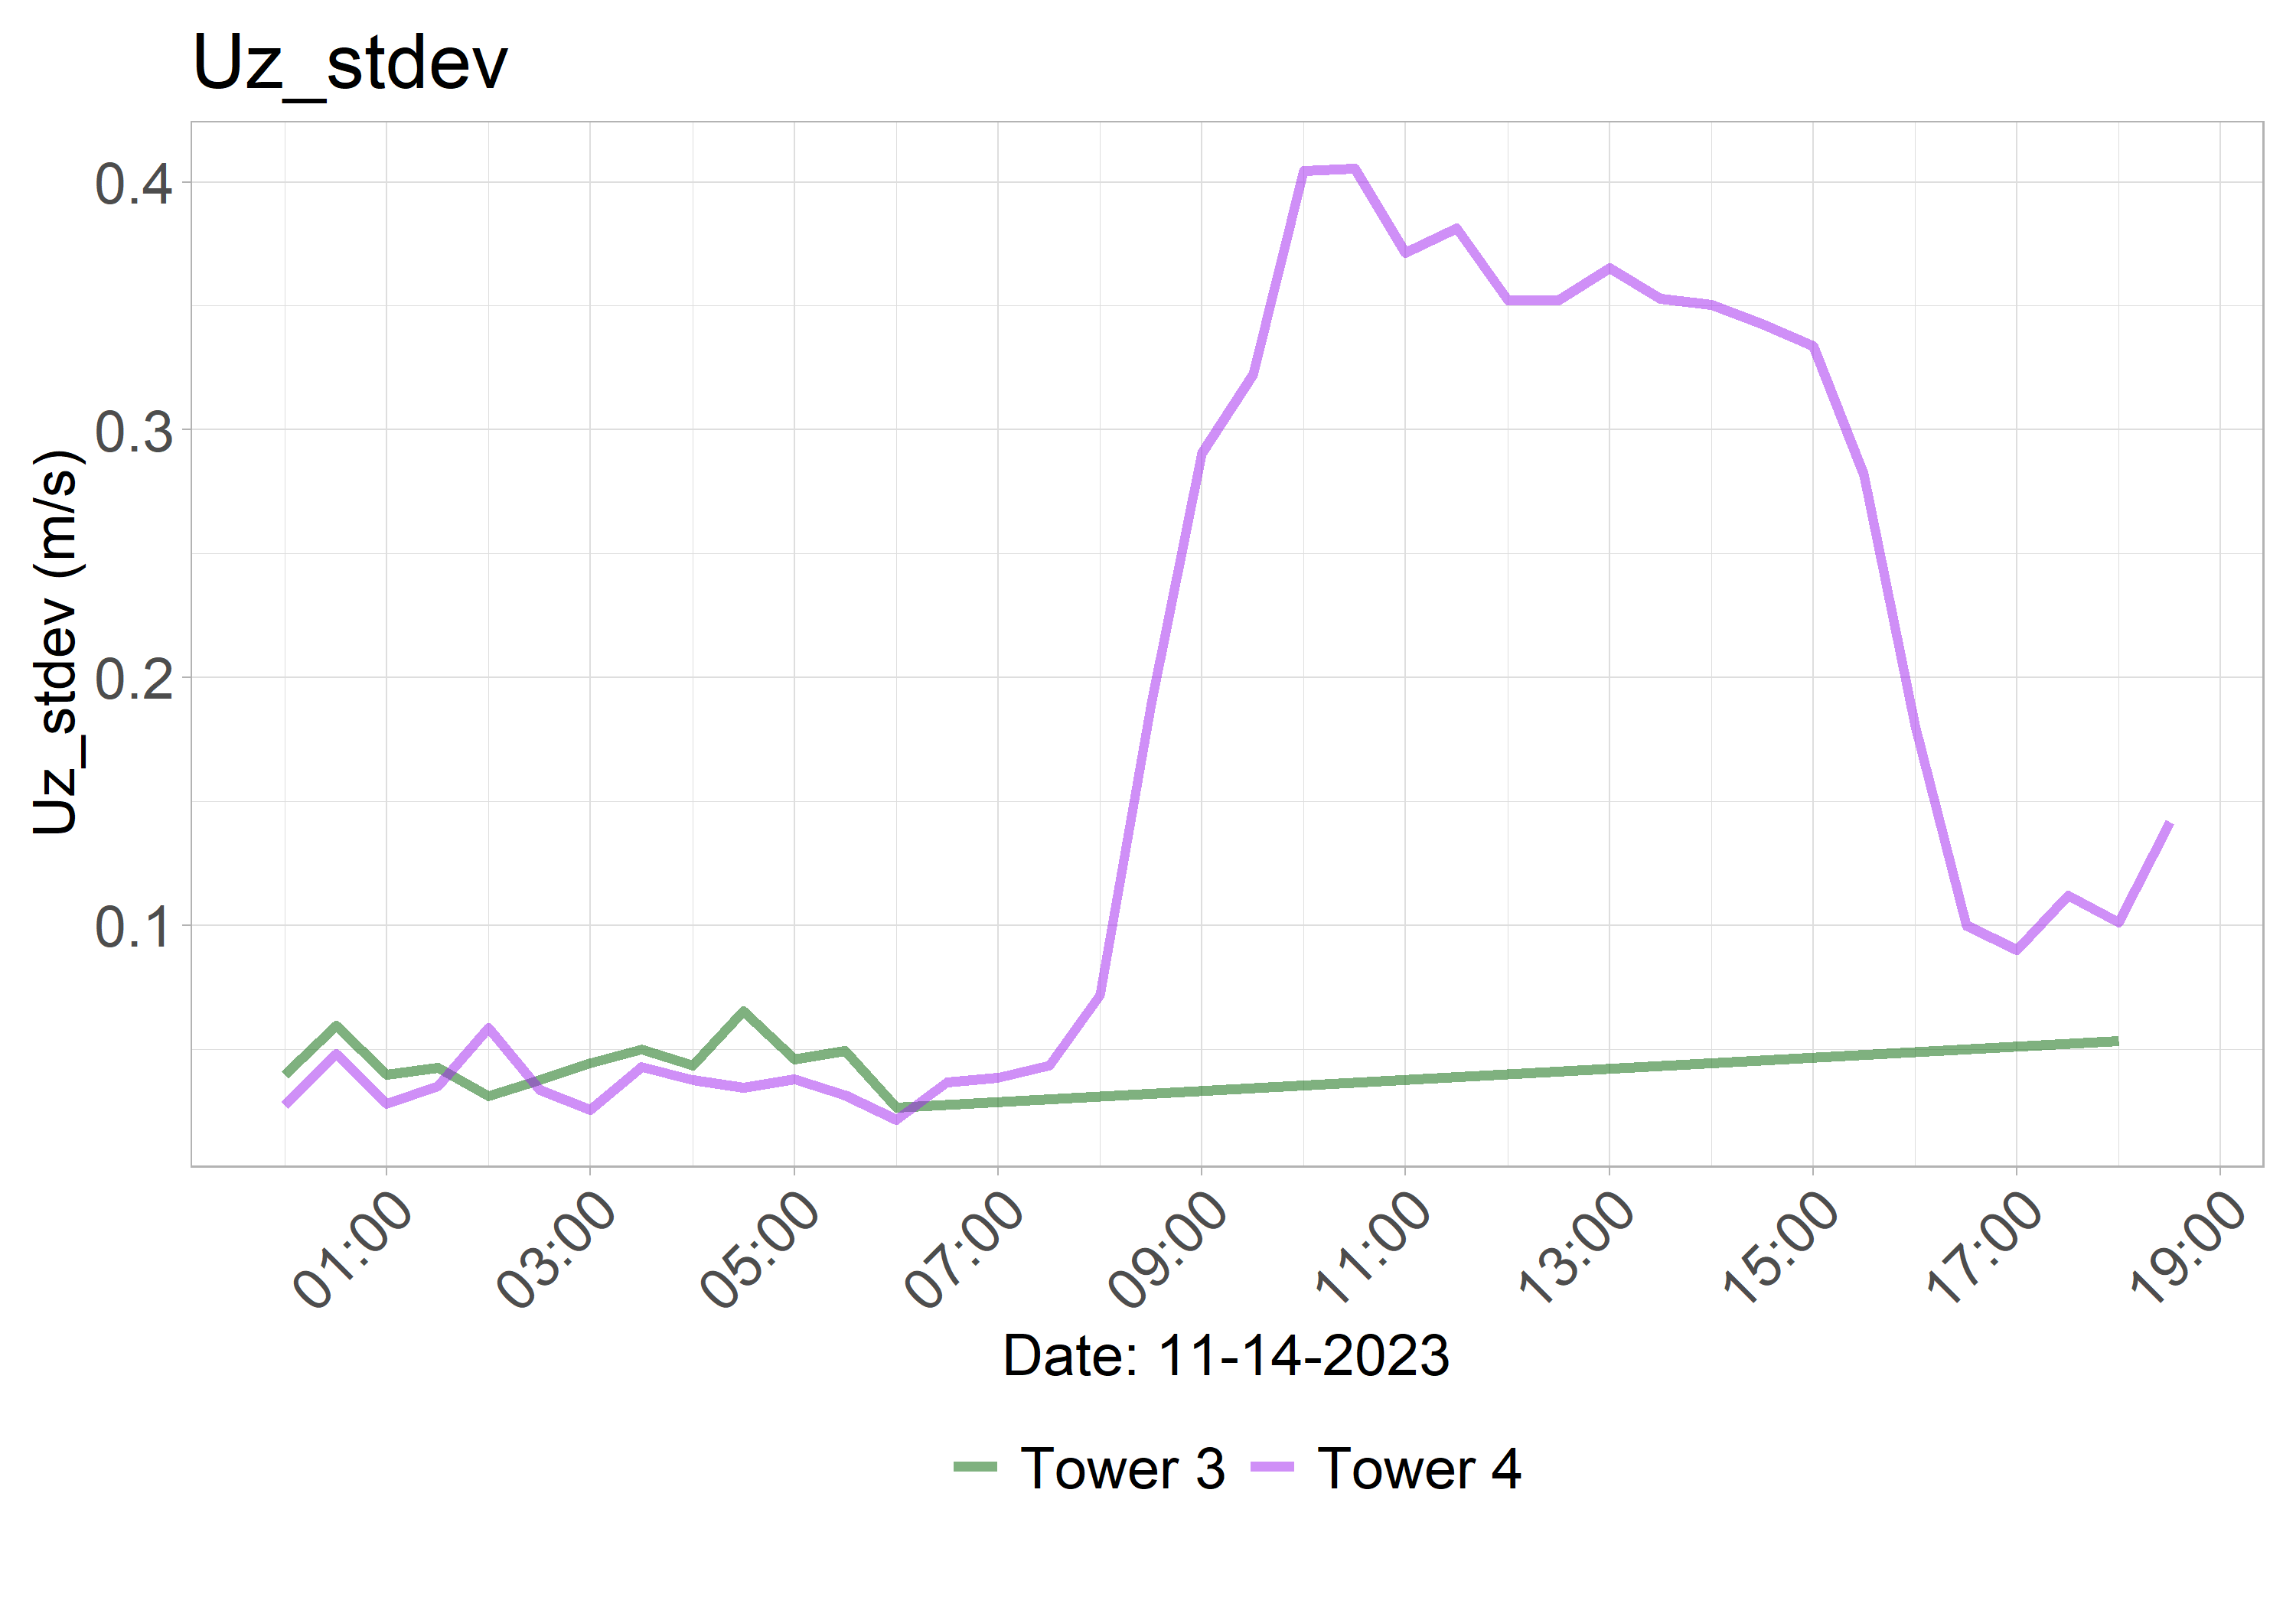 Uz_stdev
Uz_stdev (m/s)
0.4
0.3
0.2
0.1
01:00 03:00 05:00 07:00 09:00 11:00 13:00 15:00 17:00 19:00
Date: 11-14-2023
Tower 3 Tower 4